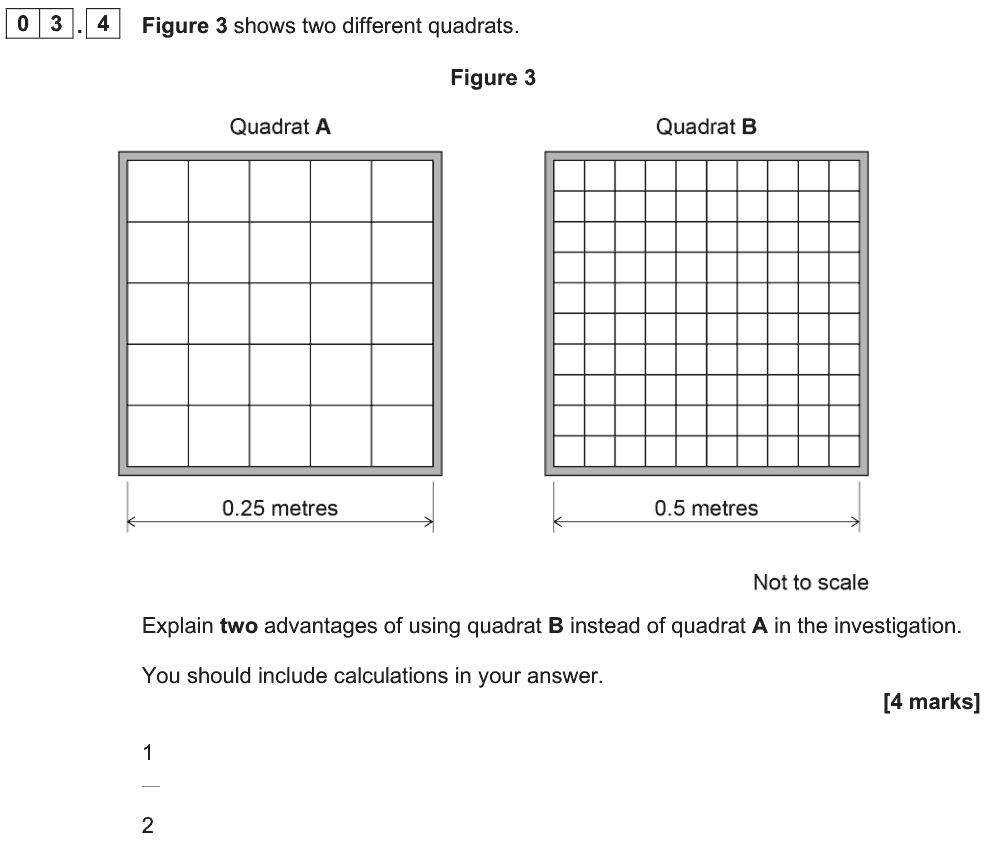 0 3 . 4 Figure 3 shows two different quadrats.
Figure 3
Quadrat A
Quadrat B
0.25 metres
0.5 metres
Not to scale
Explain two advantages of using quadrat B instead of quadrat A in the investigation.
You should include calculations in your answer.
[4 marks]
1
2